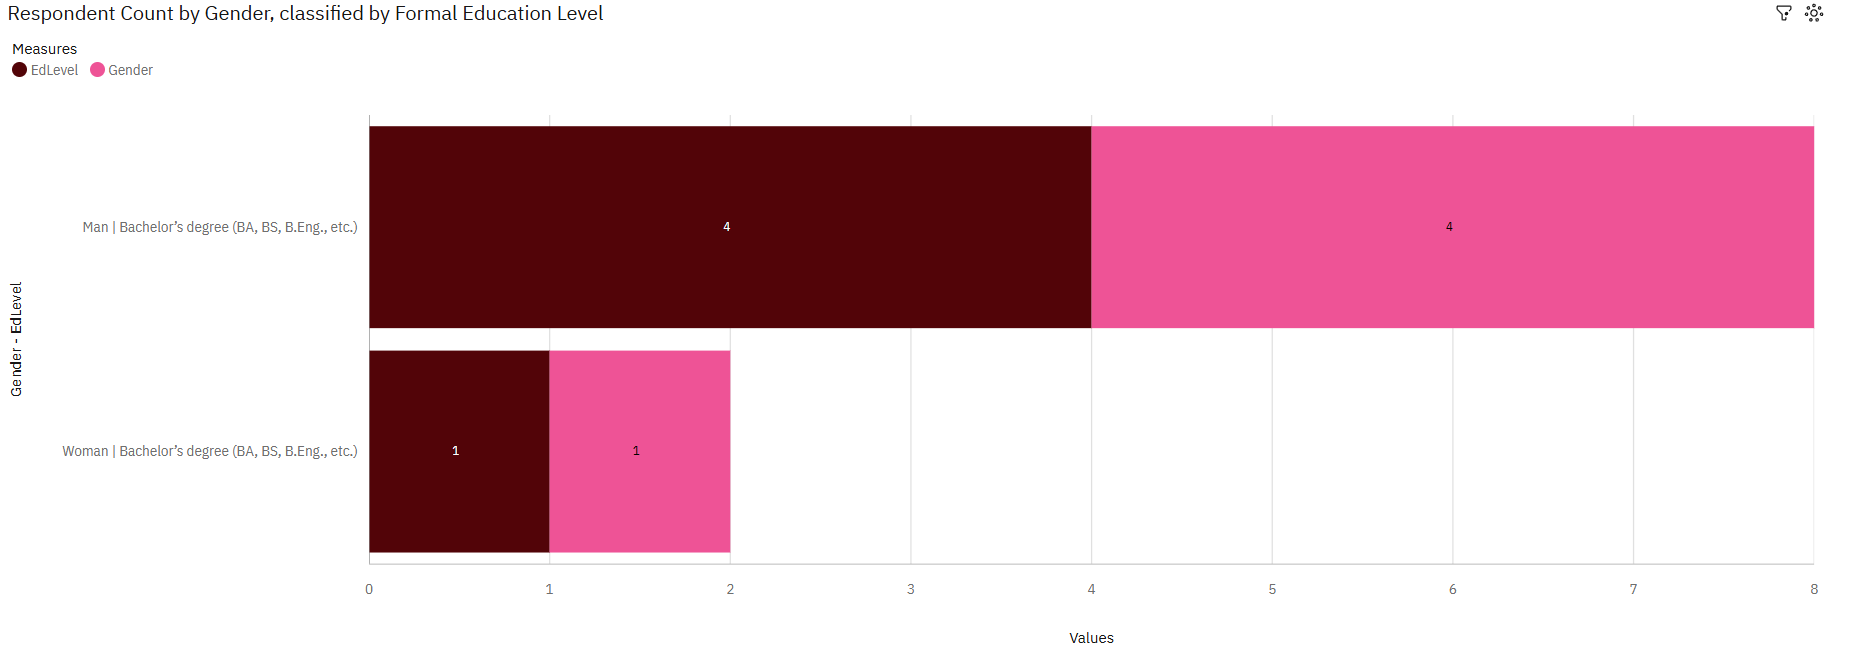 Respondent Count by Gender, classified by Formal Education Level
Measures
EdLevel Gender
Gender - EdLevel
Man | Bachelor’s degree (BA, BS, B.Eng., etc.)
4 4
Woman | Bachelor’s degree (BA, BS, B.Eng., etc.)
1 1
0 1 2 3 4 5 6 7 8
Values